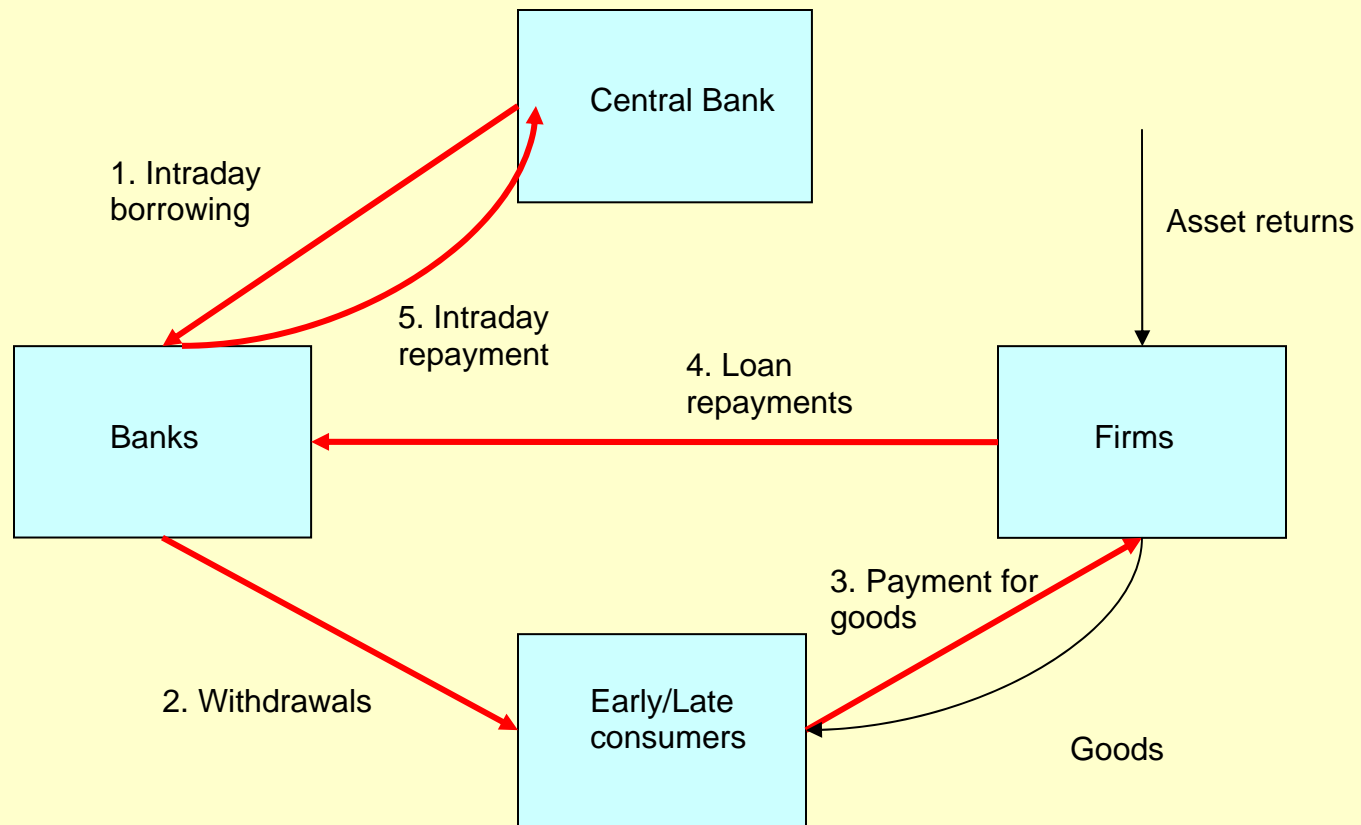 Central Bank
1. Intraday
borrowing
Asset returns
5. Intraday
repayment
4. Loan
repayments
Banks
Firms
3. Payment for
goods
2. Withdrawals
Early/Late
consumers
Goods